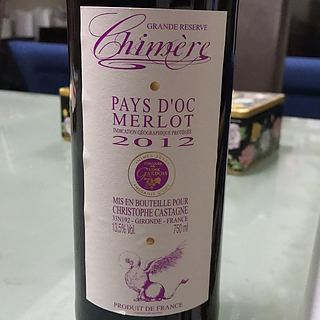 GRANDE RESERVE
Chimère
PAYS D'OC
MERLOT
INDICATION GÉOGRAPHIQUE PROTÉGÉE
2012
MIS EN BOUTEILLE POUR
CHRISTOPHE CASTAGNE
33N192 - GIRONDE - FRANCE
13.5% Vol. 750 ml
PRODUIT DE FRANCE